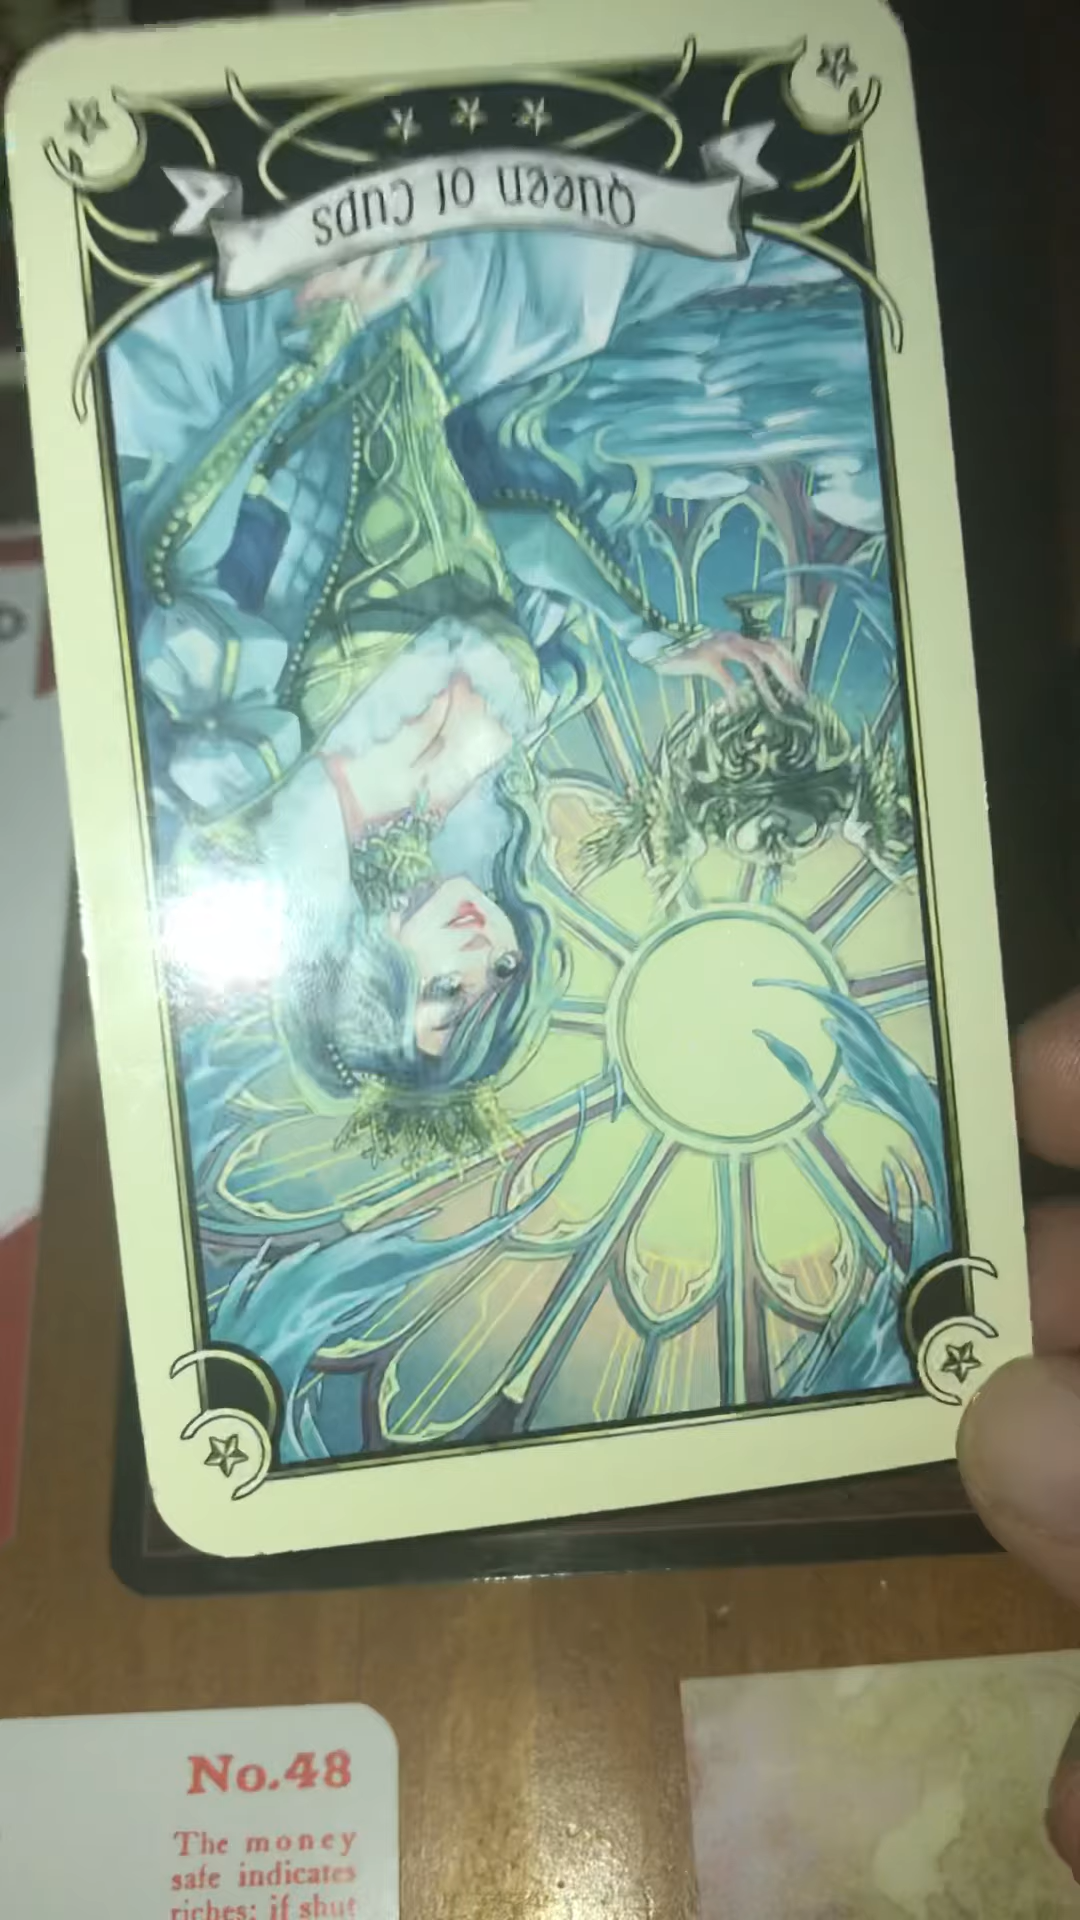 Queen of Cups
No.48
The money
safe indicates
riches; if shut